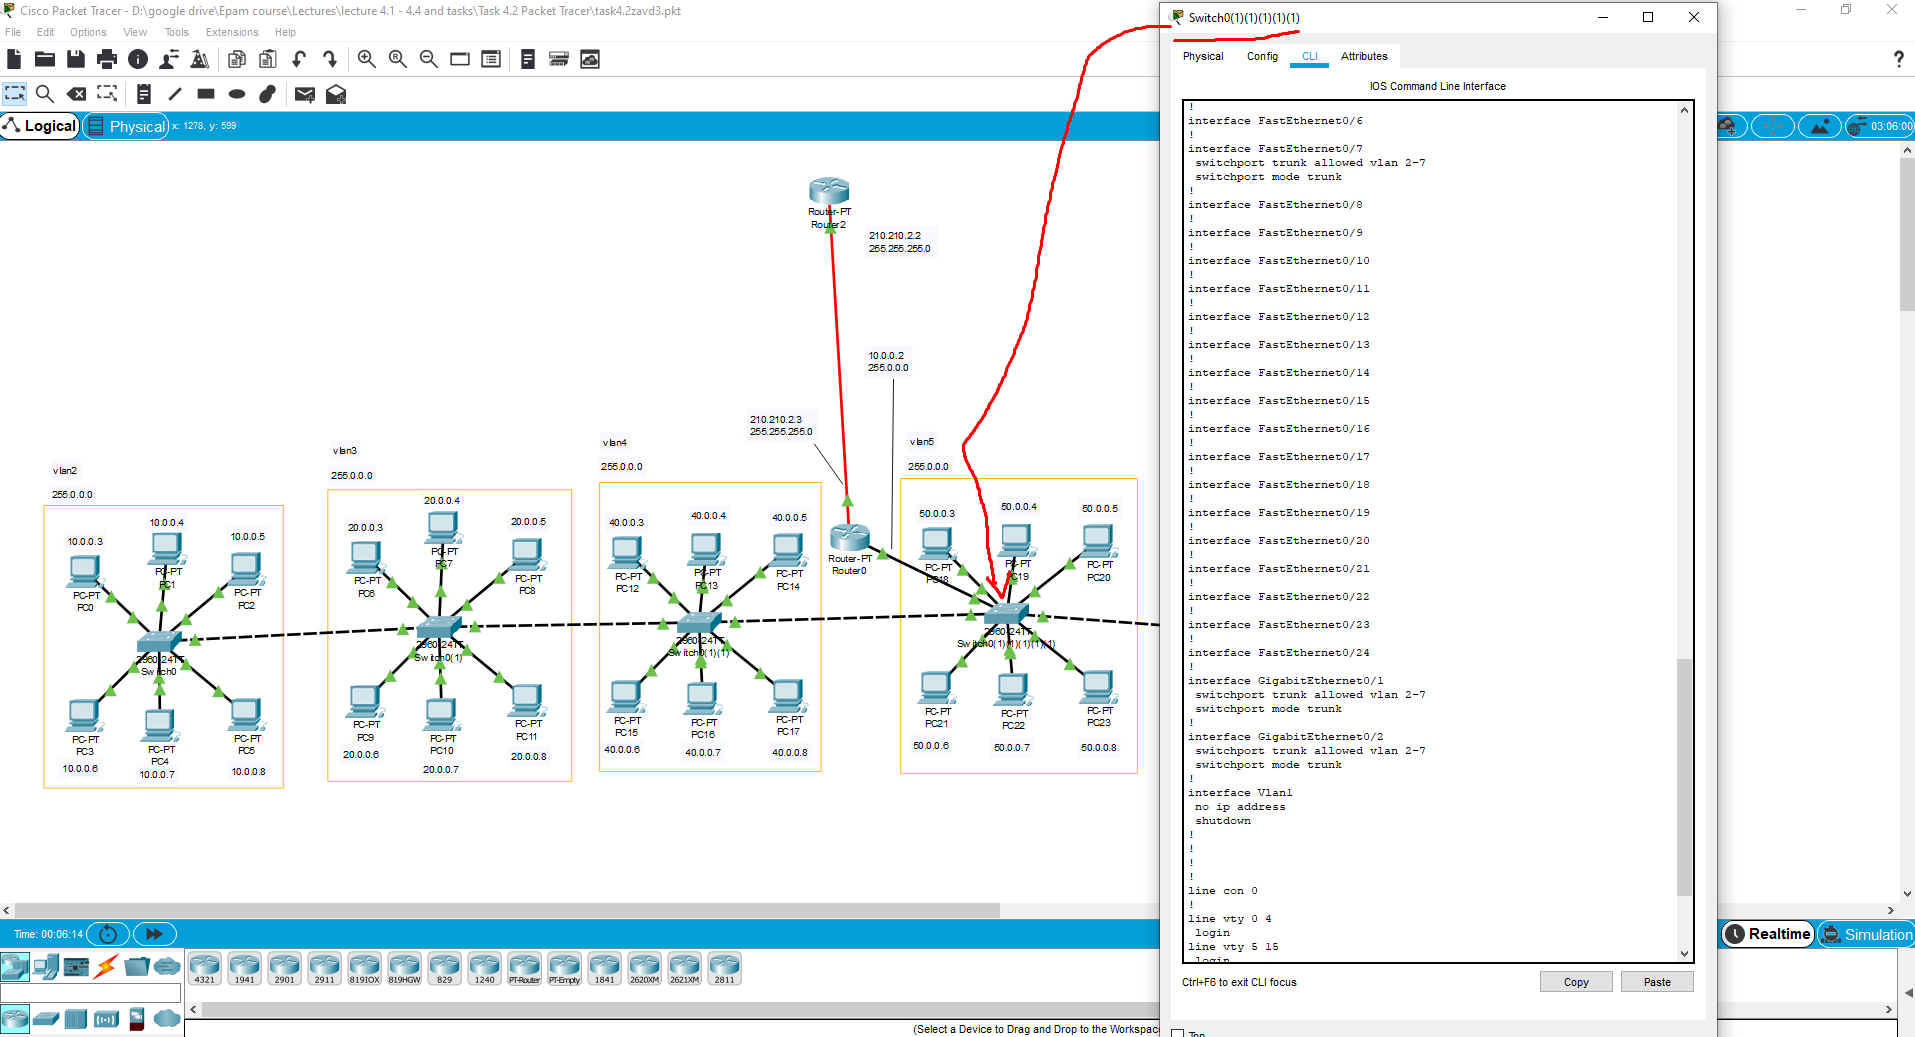 Cisco Packet Tracer - D:\google drive\Epam course\Lectures\lecture 4.1 - 4.4 and tasks\Task 4.2 Packet Tracer\task4.2zavd3.pkt
File Edit Options View Tools Extensions Help
Logical Physical x: 1278, y: 599
03:06:00
Router-PT
Router2
210.210.2.2
255.255.255.0
10.0.0.2
255.0.0.0
210.210.2.3
255.255.255.0
Router-PT
Router0
vlan2
255.0.0.0
10.0.0.3
10.0.0.4
10.0.0.5
PC-PT
PC0
PC-PT
PC1
PC-PT
PC2
2960-24TT
Switch0
PC-PT
PC3
PC-PT
PC4
PC-PT
PC5
10.0.0.6
10.0.0.7
10.0.0.8
vlan3
255.0.0.0
20.0.0.3
20.0.0.4
20.0.0.5
PC-PT
PC6
PC-PT
PC7
PC-PT
PC8
2960-24TT
Switch0(1)
PC-PT
PC9
PC-PT
PC10
PC-PT
PC11
20.0.0.6
20.0.0.7
20.0.0.8
vlan4
255.0.0.0
40.0.0.3
40.0.0.4
40.0.0.5
PC-PT
PC12
PC-PT
PC13
PC-PT
PC14
2960-24TT
Switch0(1)(1)
PC-PT
PC15
PC-PT
PC16
PC-PT
PC17
40.0.0.6
40.0.0.7
40.0.0.8
vlan5
255.0.0.0
50.0.0.3
50.0.0.4
50.0.0.5
PC-PT
PC18
PC-PT
PC19
PC-PT
PC20
2960-24TT
Switch0(1)(1)(1)(1)(1)
PC-PT
PC21
PC-PT
PC22
PC-PT
PC23
50.0.0.6
50.0.0.7
50.0.0.8
Switch0(1)(1)(1)(1)(1)
Physical Config CLI Attributes
IOS Command Line Interface
!
interface FastEthernet0/6
!
interface FastEthernet0/7
switchport trunk allowed vlan 2-7
switchport mode trunk
!
interface FastEthernet0/8
!
interface FastEthernet0/9
!
interface FastEthernet0/10
!
interface FastEthernet0/11
!
interface FastEthernet0/12
!
interface FastEthernet0/13
!
interface FastEthernet0/14
!
interface FastEthernet0/15
!
interface FastEthernet0/16
!
interface FastEthernet0/17
!
interface FastEthernet0/18
!
interface FastEthernet0/19
!
interface FastEthernet0/20
!
interface FastEthernet0/21
!
interface FastEthernet0/22
!
interface FastEthernet0/23
!
interface FastEthernet0/24
!
interface GigabitEthernet0/1
switchport trunk allowed vlan 2-7
switchport mode trunk
!
interface GigabitEthernet0/2
switchport trunk allowed vlan 2-7
switchport mode trunk
!
interface Vlan1
no ip address
shutdown
!
!
!
!
line con 0
!
line vty 0 4
login
line vty 5 15
login
Ctrl+F6 to exit CLI focus
Copy Paste
Top
Time: 00:06:14
Realtime Simulation
4321 1941 2901 2911 819IOX 819HGW 829 1240 PT-Router PT-Empty 1841 2620XM 2621XM 2811
(Select a Device to Drag and Drop to the Workspace